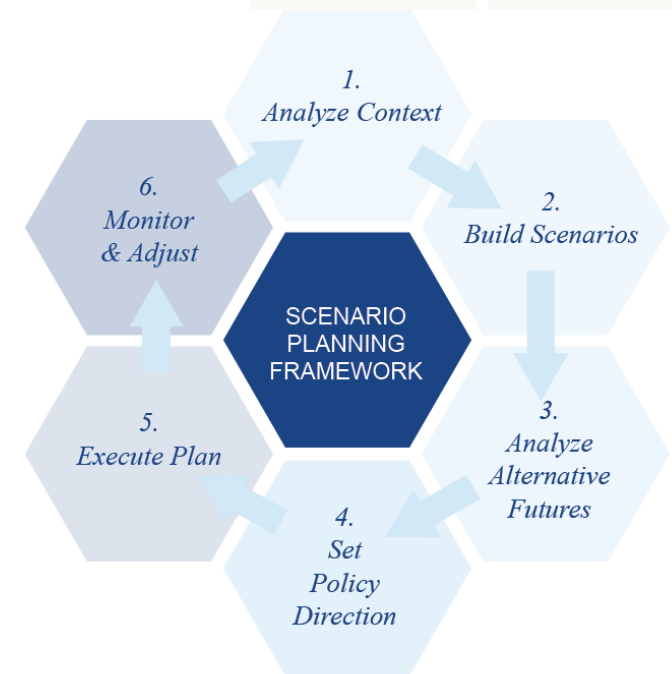 1.
Analyze Context
2.
Build Scenarios
3.
Analyze
Alternative
Futures
4.
Set
Policy
Direction
5.
Execute Plan
6.
Monitor
& Adjust
SCENARIO
PLANNING
FRAMEWORK